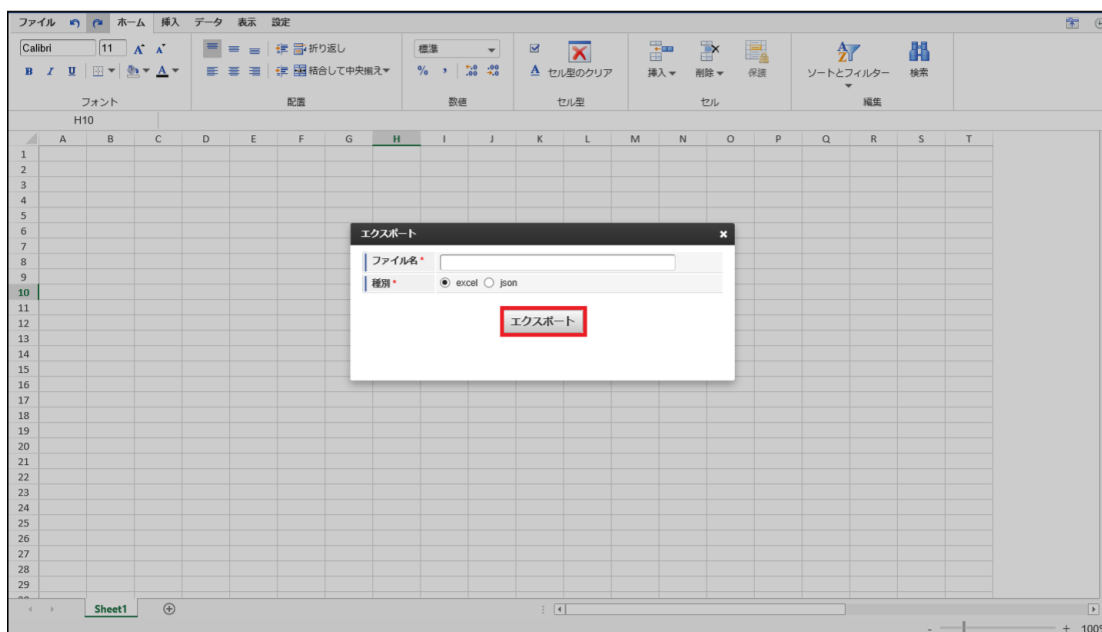 ファイル ホーム 挿入 データ 表示 設定
Calibri 11 A A 折り返し 標準 セル型のクリア 挿入 削除 保護 ソートとフィルター 検索
B I U A 結合して中央揃え % , .00 .00 A
フォント 配置 数値 セル型 セル 編集
H10
A B C D E F G H I J K L M N O P Q R S T
1
2
3
4
5
6
7
8
9
10
11
12
13
14
15
16
17
18
19
20
21
22
23
24
25
26
27
28
29
エクスポート
ファイル名*
種別* excel json
エクスポート
Sheet1
- + 100%